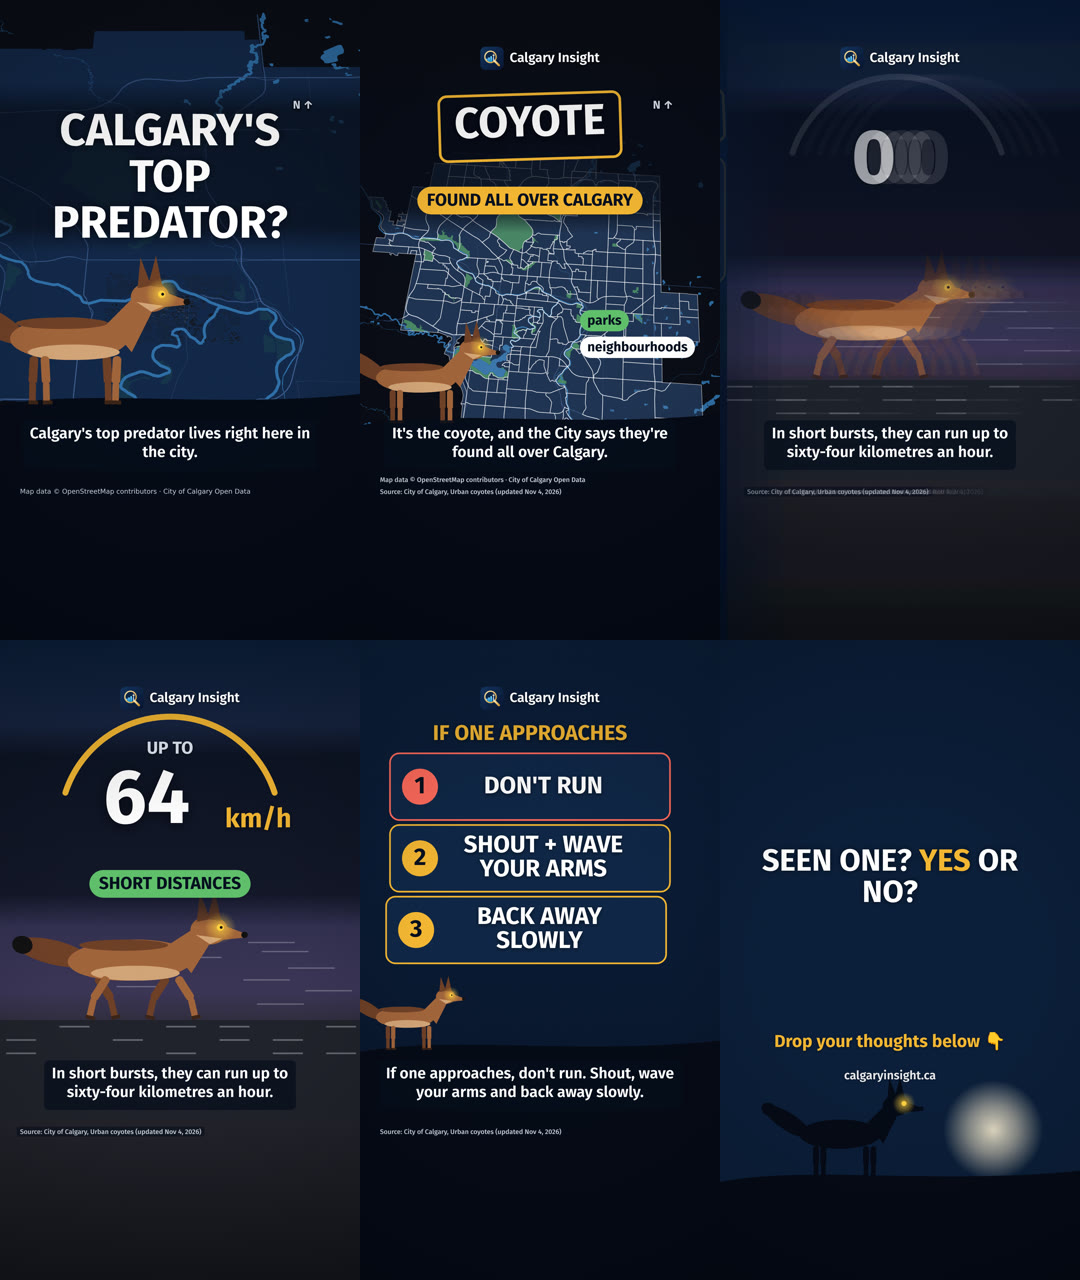 CALGARY'S
TOP
PREDATOR?
N ↑
Calgary's top predator lives right here in
the city.
Map data © OpenStreetMap contributors · City of Calgary Open Data
Calgary Insight
COYOTE
N ↑
FOUND ALL OVER CALGARY
parks
neighbourhoods
It's the coyote, and the City says they're
found all over Calgary.
Map data © OpenStreetMap contributors · City of Calgary Open Data
Source: City of Calgary, Urban coyotes (updated Nov 4, 2026)
Calgary Insight
0
In short bursts, they can run up to
sixty-four kilometres an hour.
Source: City of Calgary, Urban coyotes (updated Nov 4, 2026)
Calgary Insight
UP TO
64
km/h
SHORT DISTANCES
In short bursts, they can run up to
sixty-four kilometres an hour.
Source: City of Calgary, Urban coyotes (updated Nov 4, 2026)
Calgary Insight
IF ONE APPROACHES
1 DON'T RUN
2 SHOUT + WAVE
YOUR ARMS
3 BACK AWAY
SLOWLY
If one approaches, don't run. Shout, wave
your arms and back away slowly.
Source: City of Calgary, Urban coyotes (updated Nov 4, 2026)
SEEN ONE? YES OR
NO?
Drop your thoughts below 👇
calgaryinsight.ca